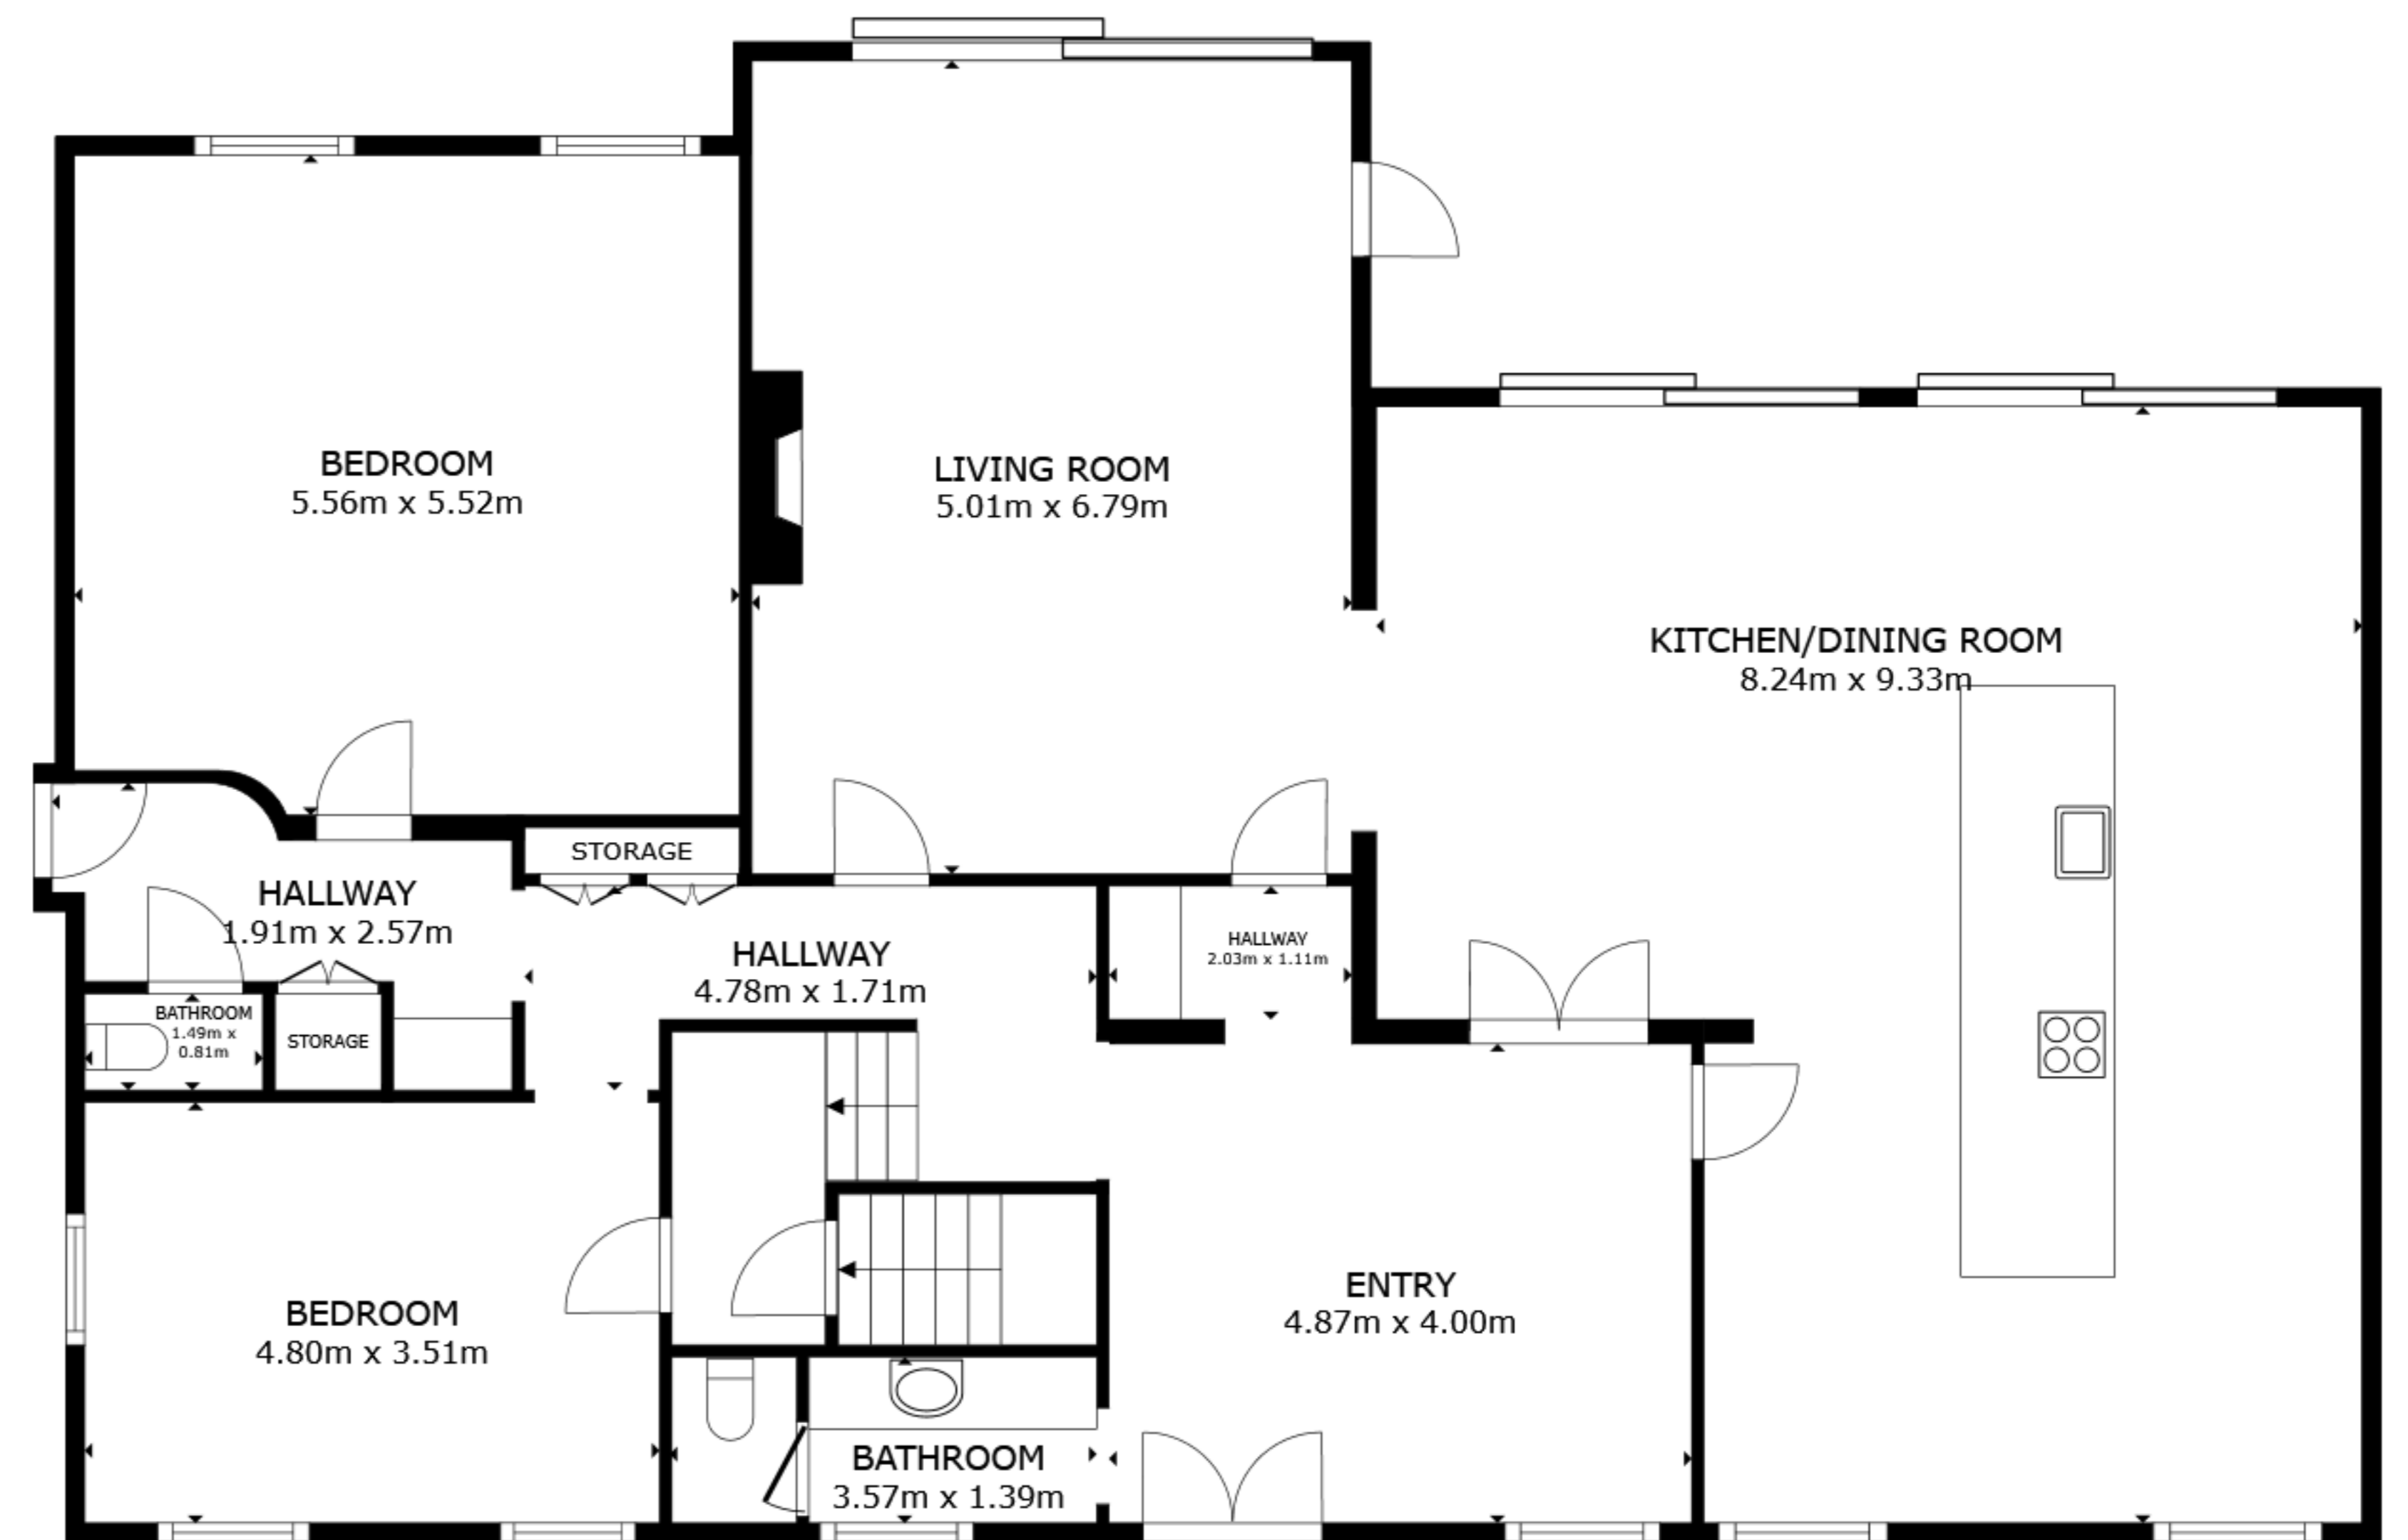 BEDROOM
5.56m x 5.52m
LIVING ROOM
5.01m x 6.79m
KITCHEN/DINING ROOM
8.24m x 9.33m
STORAGE
HALLWAY
1.91m x 2.57m
HALLWAY
4.78m x 1.71m
HALLWAY
2.03m x 1.11m
BATHROOM
1.49m x
0.81m
STORAGE
BEDROOM
4.80m x 3.51m
ENTRY
4.87m x 4.00m
BATHROOM
3.57m x 1.39m